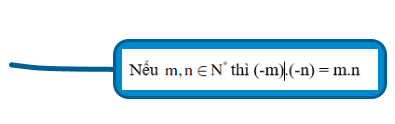 Nếu m,n ∈ N* thì (-m).(-n) = m.n